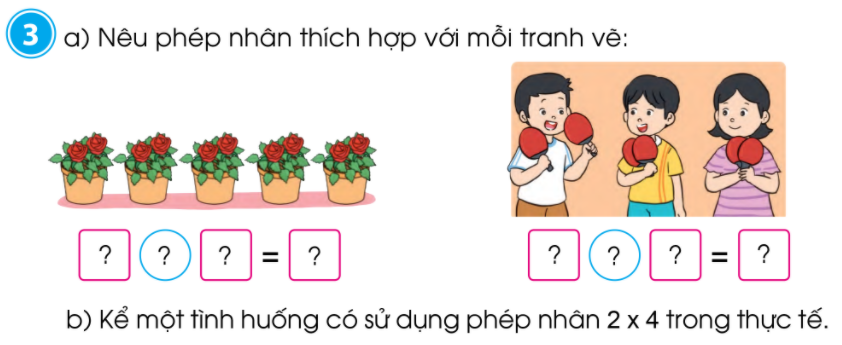 3 a) Nêu phép nhân thích hợp với mỗi tranh vẽ:
? ? ? = ? ? ? ? = ?
b) Kể một tình huống có sử dụng phép nhân 2 x 4 trong thực tế.